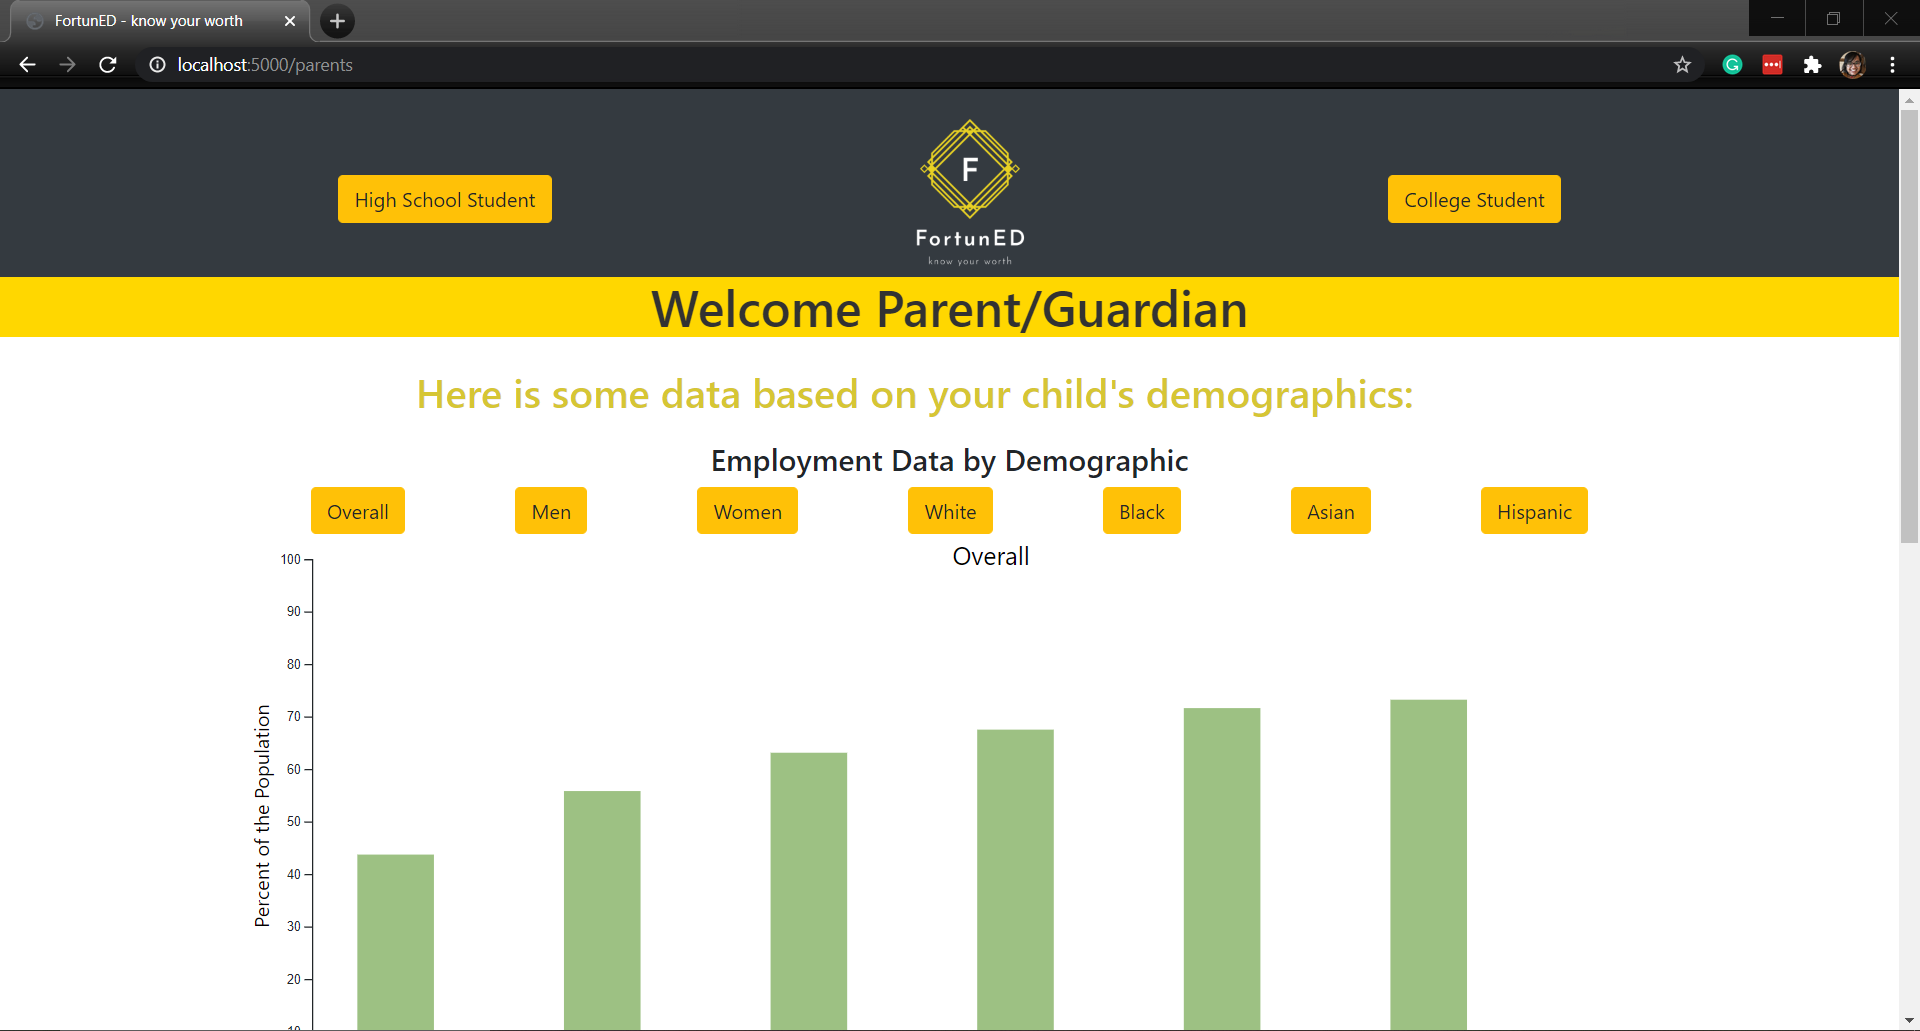 FortunED - know your worth
localhost:5000/parents
High School Student
F
FortunED
know your worth
College Student
Welcome Parent/Guardian
Here is some data based on your child's demographics:
Employment Data by Demographic
Overall Men Women White Black Asian Hispanic
Overall
100
90
80
70
60
50
40
30
20
10
Percent of the Population